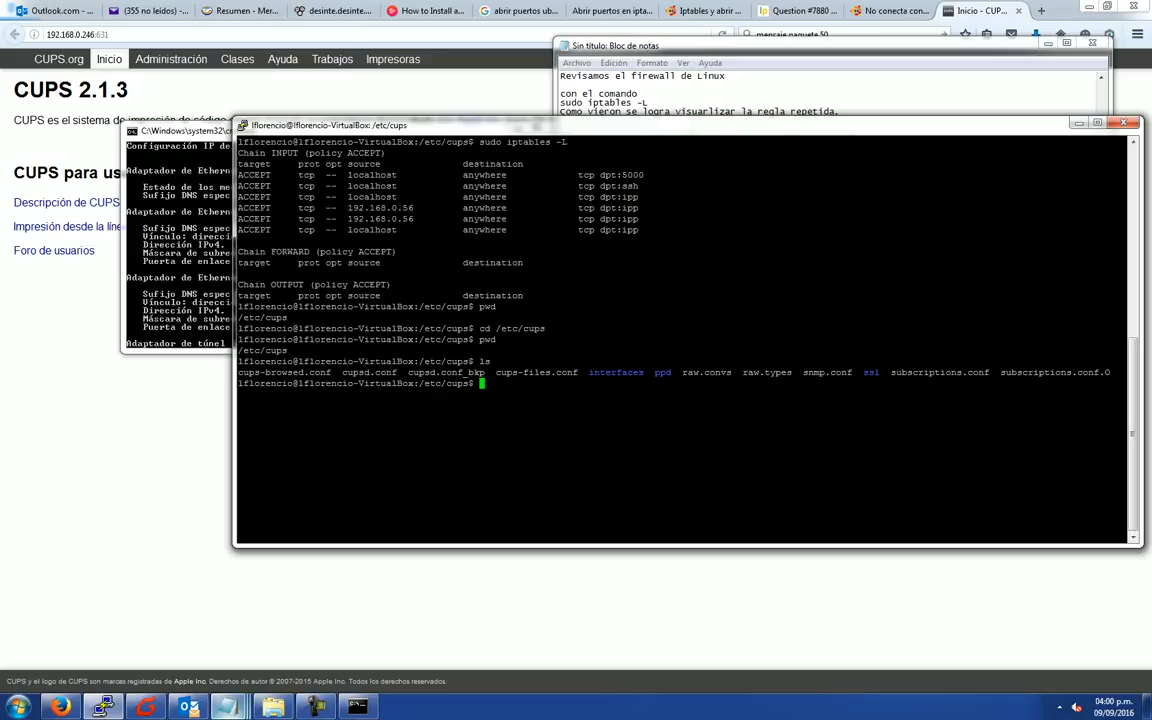 Outlook.com - ...
(355 no leídos) ...
Resumen - Mer...
desinte.desinte....
How to Install a...
abrir puertos ub...
Abrir puertos en ipta...
Iptables y abrir ...
Question #7880 ...
No conecta con...
Inicio - CUP...
192.168.0.246:631
mensaje paquete 50
CUPS.org Inicio Administración Clases Ayuda Trabajos Impresoras
Sin título: Bloc de notas
Archivo Edición Formato Ver Ayuda
Revisamos el firewall de Linux
con el comando
sudo iptables -L
Como vieron se logra visuarlizar la regla repetida.
CUPS 2.1.3
CUPS es el sistema de impresión de código
CUPS para us
Descripción de CUPS
Impresión desde la líne
Foro de usuarios
C:\Windows\system32\c
Configuración IP de
Adaptador de Ethern
Estado de los me
Sufijo DNS espec
Adaptador de Ethern
Sufijo DNS espec
Vínculo: direcci
Dirección IPv4.
Máscara de subre
Puerta de enlace
Adaptador de Ethern
Sufijo DNS espec
Vínculo: direcci
Dirección IPv4.
Máscara de subre
Puerta de enlace
Adaptador de túnel
lflorencio@lflorencio-VirtualBox: /etc/cups
lflorencio@lflorencio-VirtualBox:/etc/cups$ sudo iptables -L
Chain INPUT (policy ACCEPT)
target prot opt source destination
ACCEPT tcp -- localhost anywhere tcp dpt:5000
ACCEPT tcp -- localhost anywhere tcp dpt:ssh
ACCEPT tcp -- localhost anywhere tcp dpt:ipp
ACCEPT tcp -- 192.168.0.56 anywhere tcp dpt:ipp
ACCEPT tcp -- 192.168.0.56 anywhere tcp dpt:ipp
ACCEPT tcp -- localhost anywhere tcp dpt:ipp
Chain FORWARD (policy ACCEPT)
target prot opt source destination
Chain OUTPUT (policy ACCEPT)
target prot opt source destination
lflorencio@lflorencio-VirtualBox:/etc/cups$ pwd
/etc/cups
lflorencio@lflorencio-VirtualBox:/etc/cups$ cd /etc/cups
lflorencio@lflorencio-VirtualBox:/etc/cups$ pwd
/etc/cups
lflorencio@lflorencio-VirtualBox:/etc/cups$ ls
cups-browsed.conf cupsd.conf cupsd.conf_bkp cups-files.conf interfaces ppd raw.convs raw.types snmp.conf ssl subscriptions.conf subscriptions.conf.O
lflorencio@lflorencio-VirtualBox:/etc/cups$
CUPS y el logo de CUPS son marcas registradas de Apple Inc. Derechos de autor © 2007-2015 Apple Inc. Todos los derechos reservados.
04:00 p.m.
09/09/2016